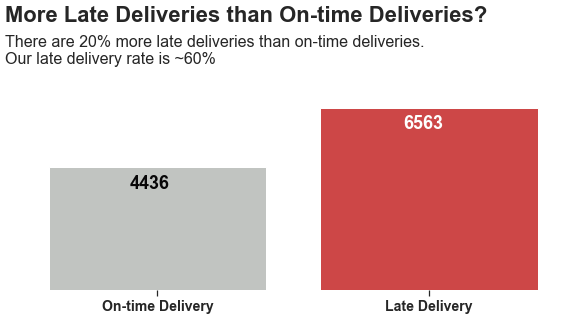 More Late Deliveries than On-time Deliveries?
There are 20% more late deliveries than on-time deliveries.
Our late delivery rate is ~60%
6563
4436
On-time Delivery
Late Delivery